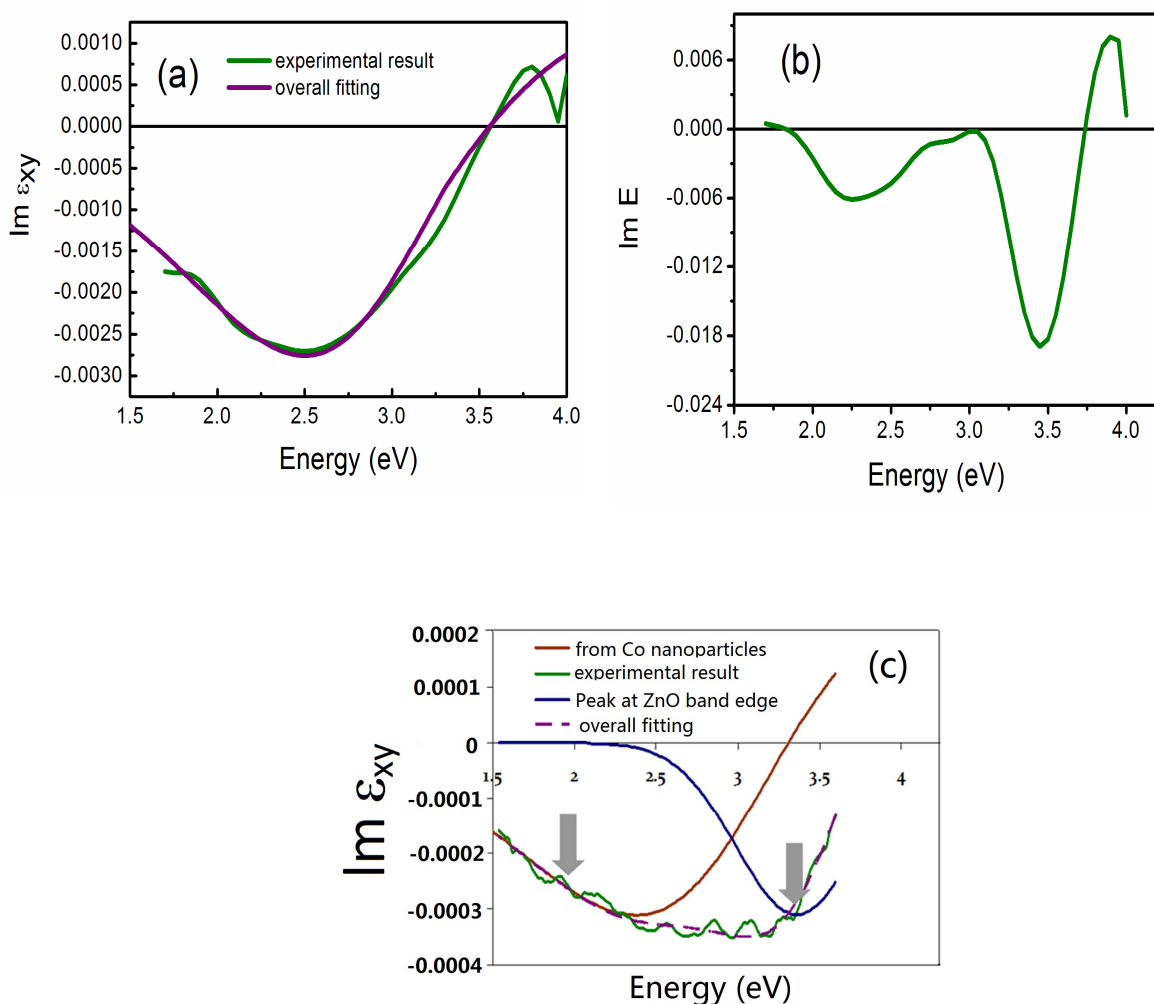 (a)
experimental result
overall fitting
0.0010
0.0005
0.0000
-0.0005
-0.0010
-0.0015
-0.0020
-0.0025
-0.0030
Im εxy
1.5 2.0 2.5 3.0 3.5 4.0
Energy (eV)
(b)
0.006
0.000
-0.006
-0.012
-0.018
-0.024
Im E
1.5 2.0 2.5 3.0 3.5 4.0
Energy (eV)
(c)
from Co nanoparticles
experimental result
Peak at ZnO band edge
overall fitting
0.0002
0.0001
0
-0.0001
-0.0002
-0.0003
-0.0004
Im εxy
1.5 2 2.5 3 3.5 4
Energy (eV)